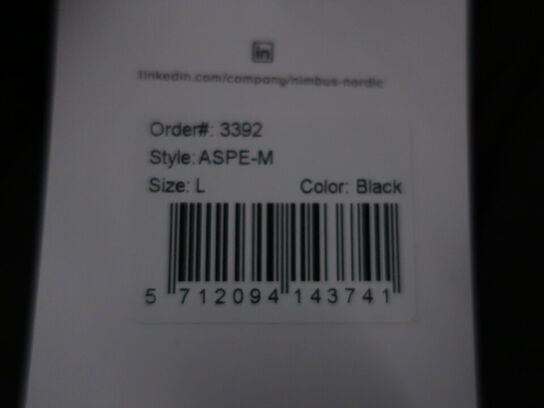 in
linkedin.com/company/nimbus-nordic
Order#: 3392
Style: ASPE-M
Size: L Color: Black
5 712094 143741